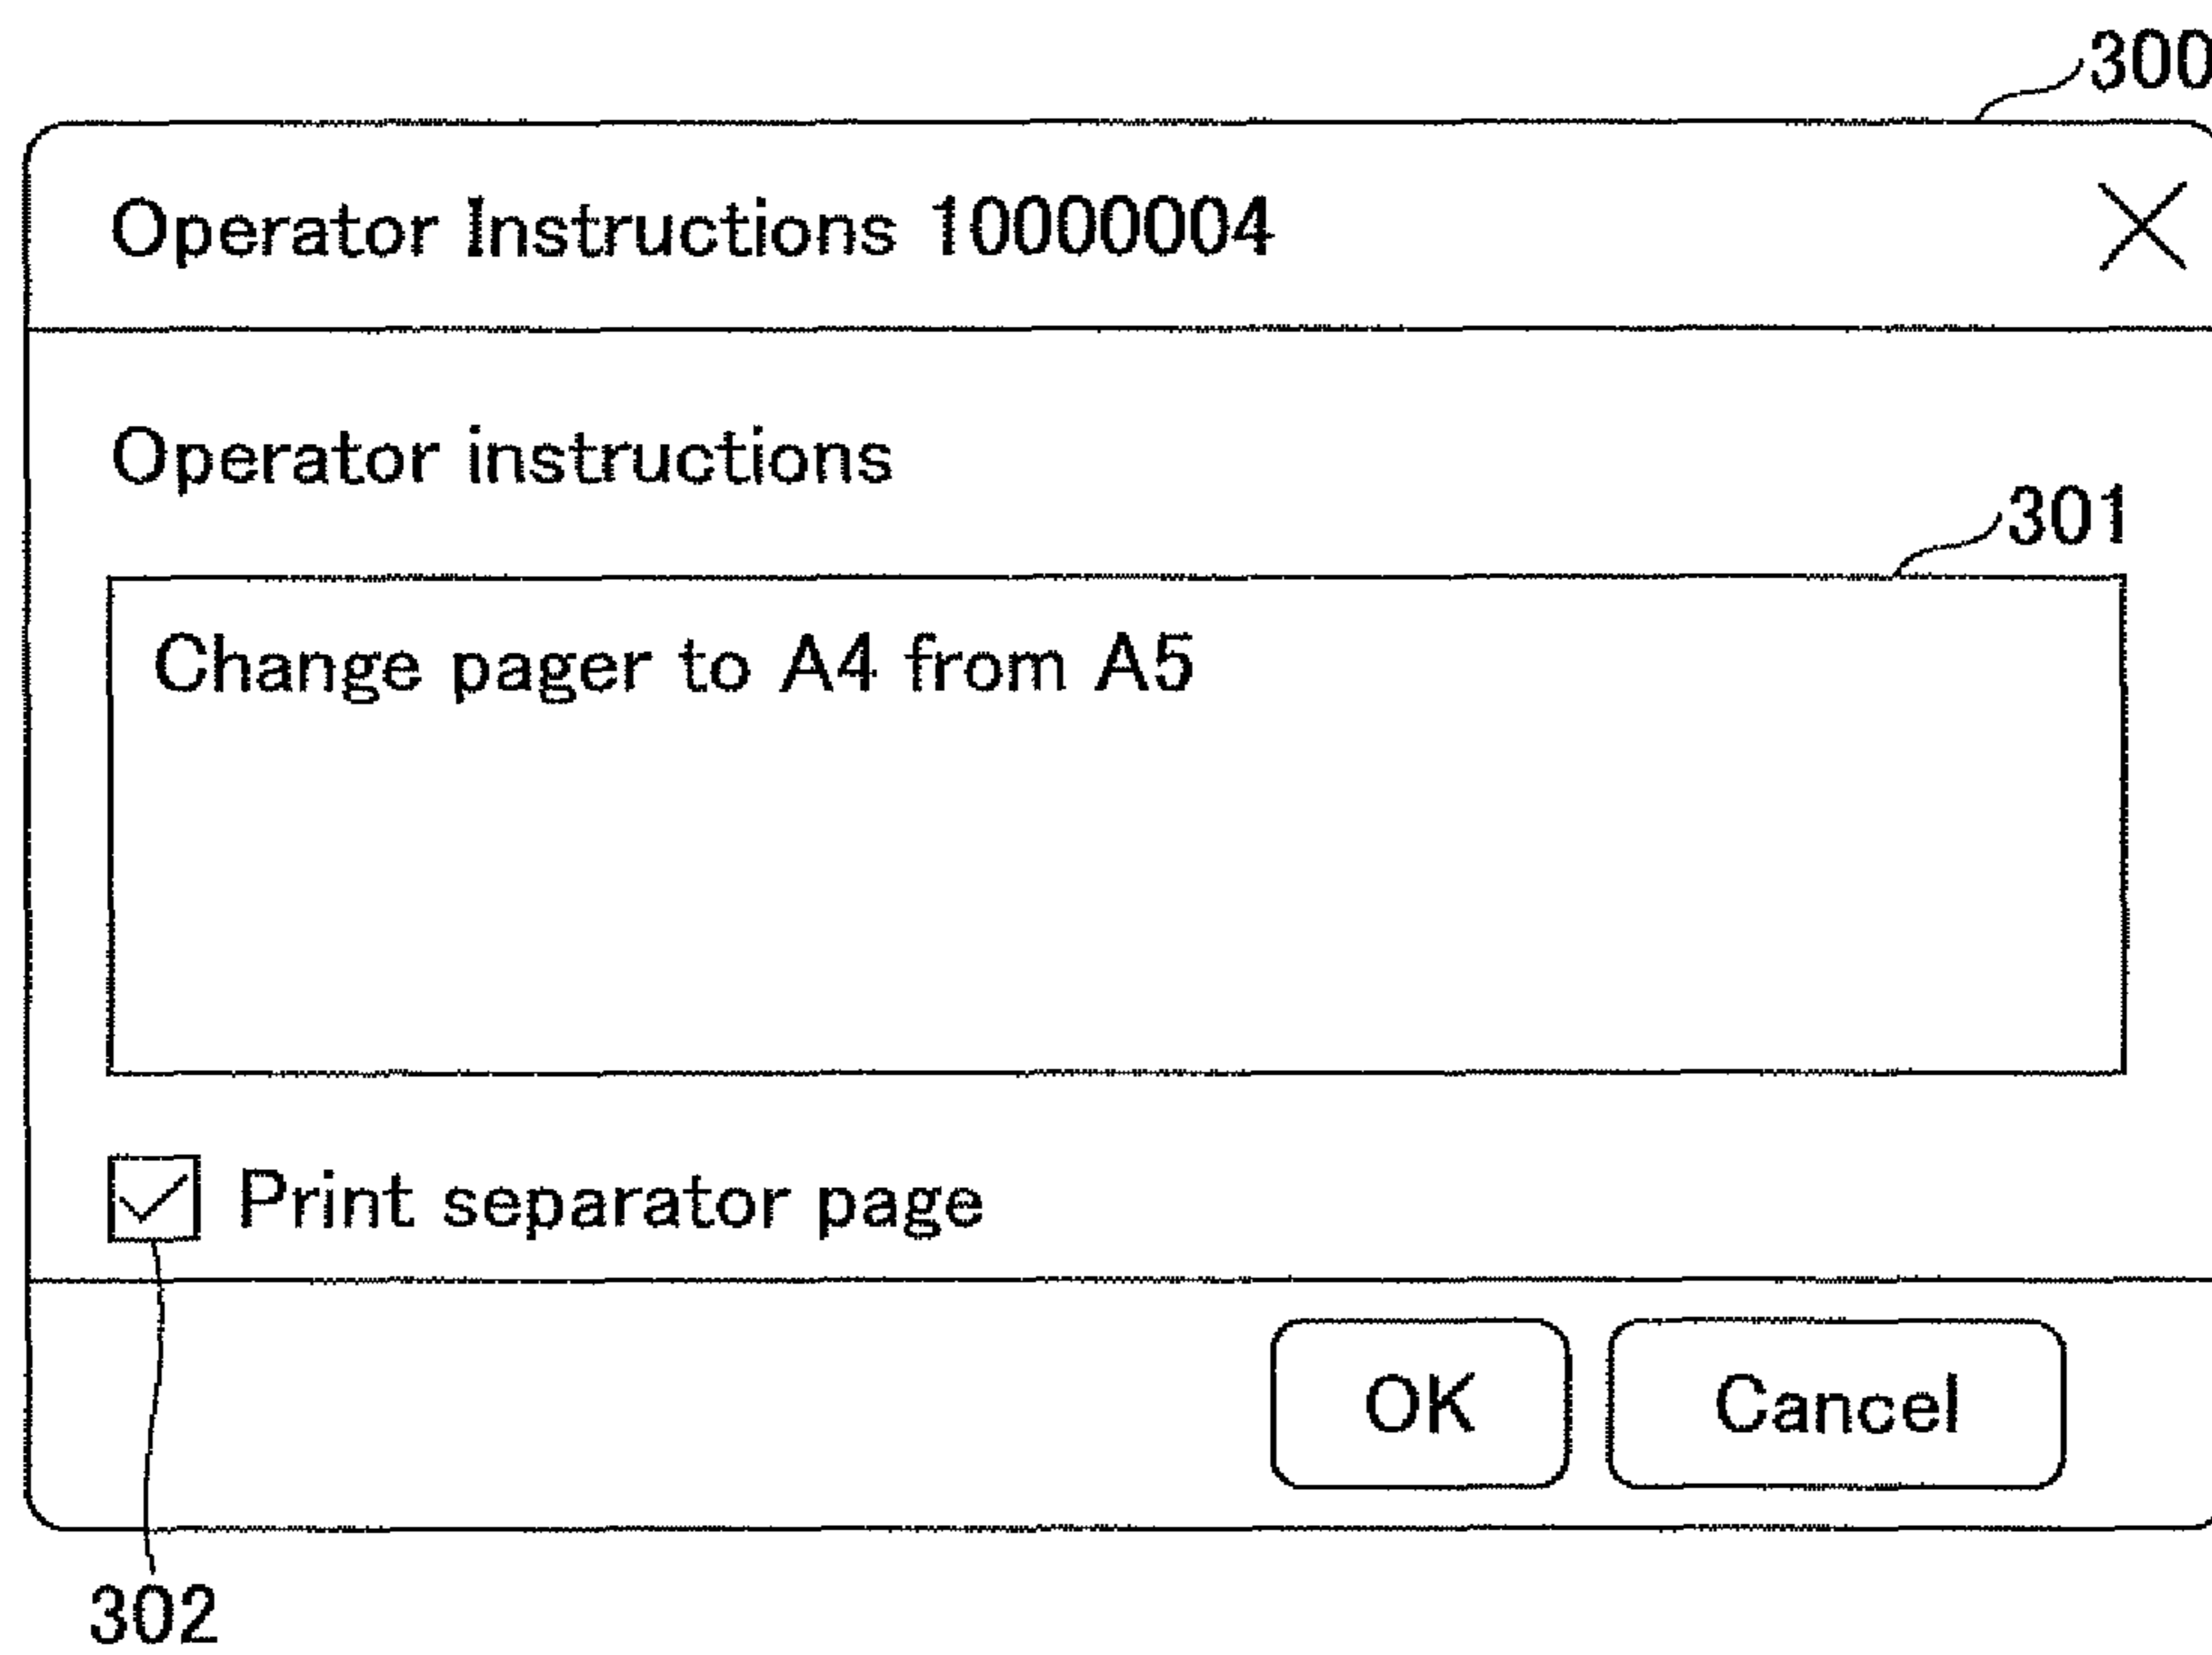 300
Operator Instructions 10000004
Operator instructions
301
Change pager to A4 from A5
Print separator page
OK Cancel
302